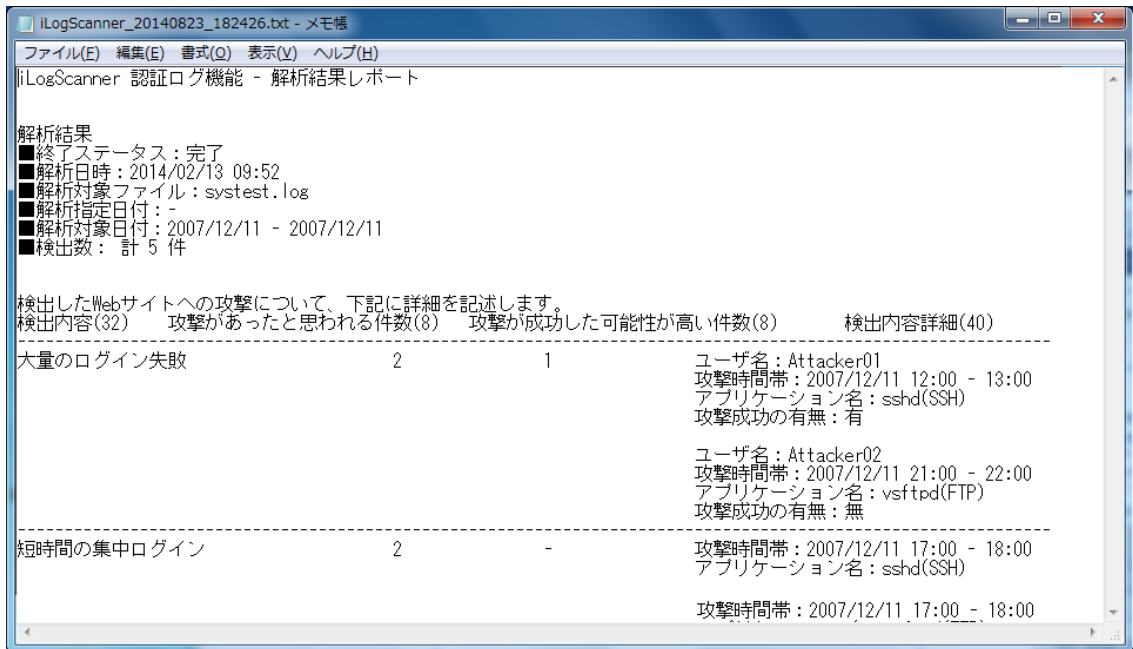 iLogScanner_20140823_182426.txt - メモ帳
ファイル(F) 編集(E) 書式(O) 表示(V) ヘルプ(H)
iLogScanner 認証ログ機能 - 解析結果レポート
解析結果
■終了ステータス：完了
■解析日時：2014/02/13 09:52
■解析対象ファイル：systest.log
■解析指定日付：-
■解析対象日付：2007/12/11 - 2007/12/11
■検出数： 計 5 件
検出したWebサイトへの攻撃について、下記に詳細を記述します。
検出内容(32) 攻撃があったと思われる件数(8) 攻撃が成功した可能性が高い件数(8) 検出内容詳細(40)
大量のログイン失敗 2 1 ユーザ名：Attacker01
攻撃時間帯：2007/12/11 12:00 - 13:00
アプリケーション名：sshd(SSH)
攻撃成功の有無：有
ユーザ名：Attacker02
攻撃時間帯：2007/12/11 21:00 - 22:00
アプリケーション名：vsftpd(FTP)
攻撃成功の有無：無
短時間の集中ログイン 2 - 攻撃時間帯：2007/12/11 17:00 - 18:00
アプリケーション名：sshd(SSH)
攻撃時間帯：2007/12/11 17:00 - 18:00